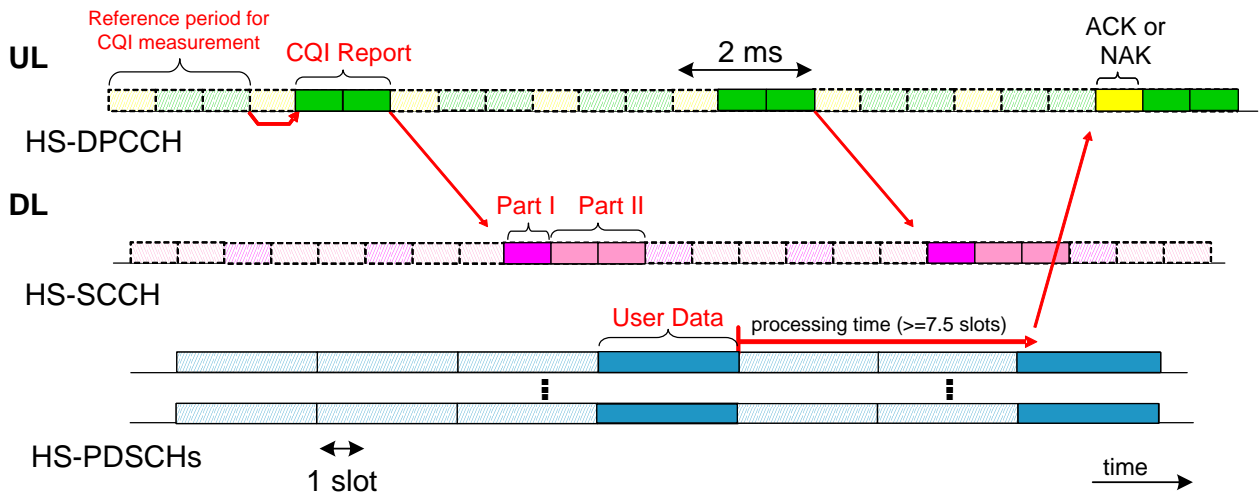 Reference period for
CQI measurement
UL
CQI Report
2 ms
ACK or
NAK
HS-DPCCH
DL
Part I
Part II
HS-SCCH
User Data
processing time (>=7.5 slots)
HS-PDSCHs
1 slot
time